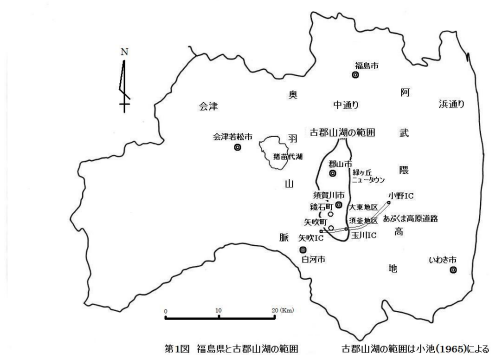 N
福島市
会津
奥
中通り
阿
浜通り
羽
武
古郡山湖の範囲
会津若松市
猪苗代湖
郡山市
山
緑ヶ丘
ニュータウン
隈
須賀川市
小野IC
鏡石町
大東地区
あぶくま高原道路
矢吹町
須釜地区
高
矢吹IC
玉川IC
脈
白河市
地
いわき市
0
10
20 (Km)
第1図 福島県と古郡山湖の範囲
古郡山湖の範囲は小池(1965)による